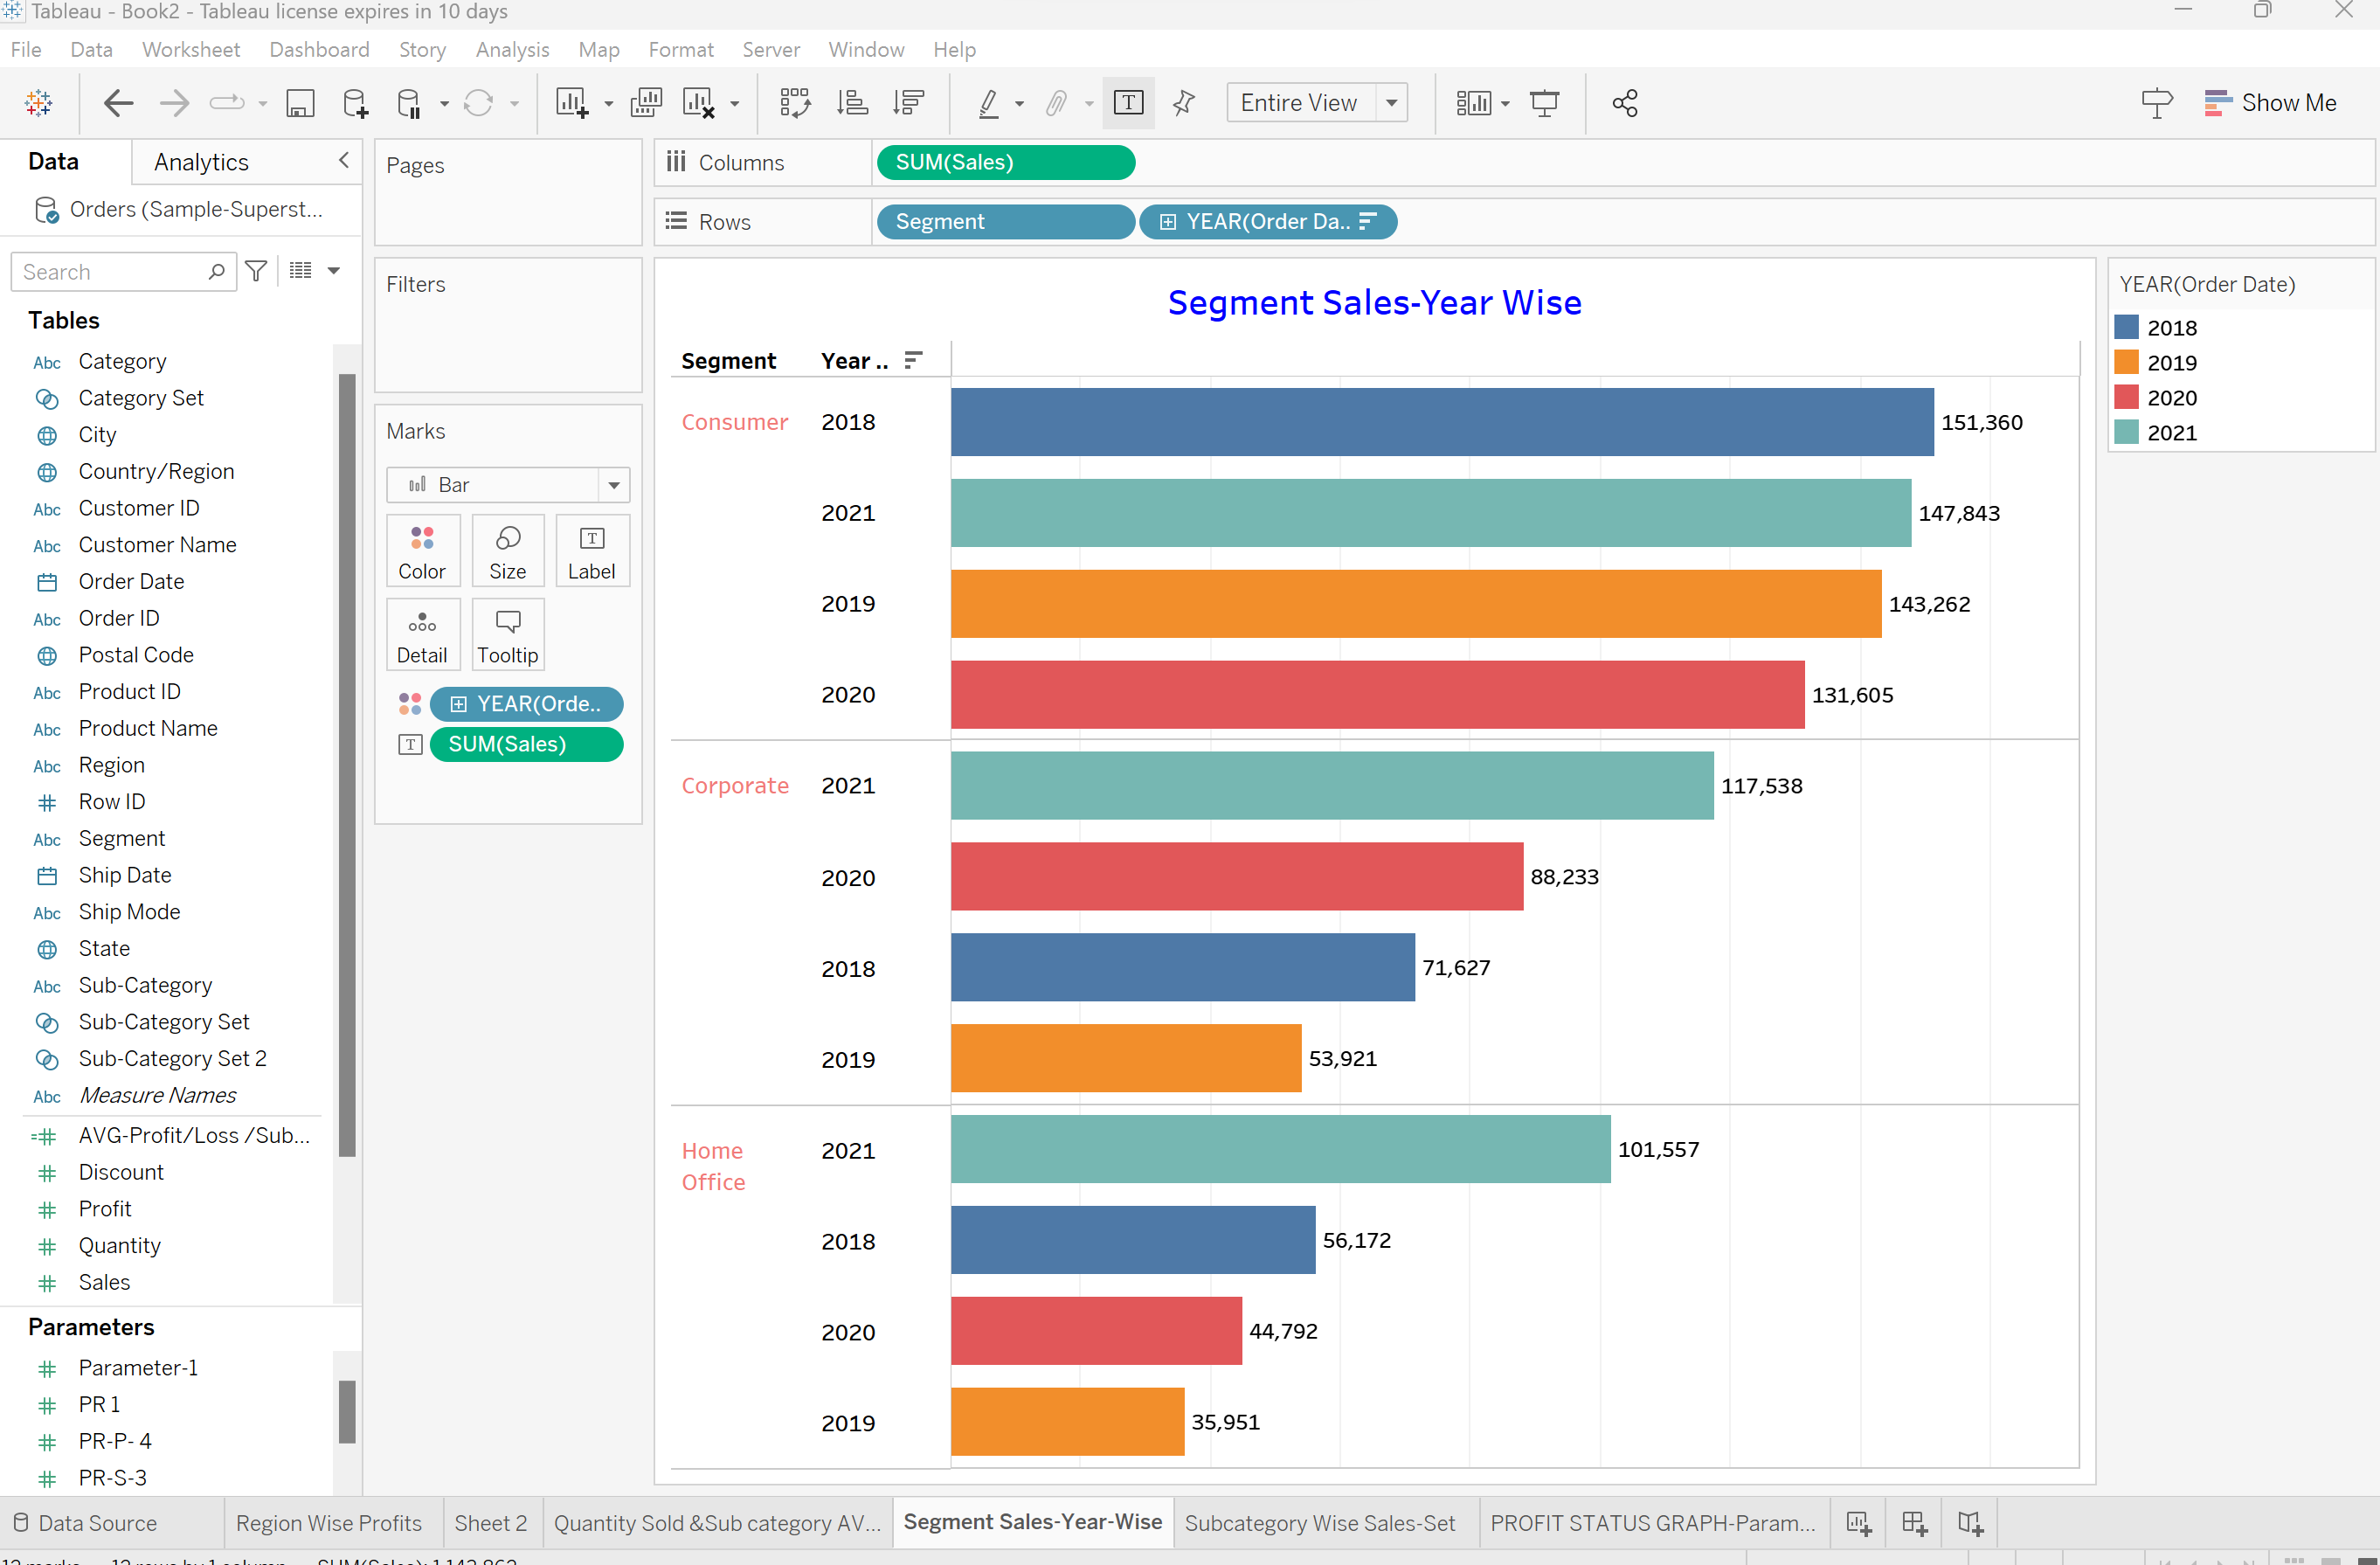 Tableau - Book2 - Tableau license expires in 10 days
File Data Worksheet Dashboard Story Analysis Map Format Server Window Help
T Entire View Show Me
Data Analytics
Orders (Sample-Superst...
Search
Tables
Abc Category
Category Set
City
Country/Region
Abc Customer ID
Abc Customer Name
Order Date
Abc Order ID
Postal Code
Abc Product ID
Abc Product Name
Abc Region
# Row ID
Abc Segment
Ship Date
Abc Ship Mode
State
Abc Sub-Category
Sub-Category Set
Sub-Category Set 2
Abc Measure Names
=# AVG-Profit/Loss /Sub...
# Discount
# Profit
# Quantity
# Sales
Parameters
# Parameter-1
# PR 1
# PR-P- 4
# PR-S-3
Pages
Filters
Marks
Bar
Color Size T Label
Detail Tooltip
YEAR(Orde..
T SUM(Sales)
Columns SUM(Sales)
Rows Segment YEAR(Order Da..
Segment Sales-Year Wise
Segment Year ..
Consumer 2018 151,360
2021 147,843
2019 143,262
2020 131,605
Corporate 2021 117,538
2020 88,233
2018 71,627
2019 53,921
Home
Office
2021 101,557
2018 56,172
2020 44,792
2019 35,951
YEAR(Order Date)
2018
2019
2020
2021
Data Source Region Wise Profits Sheet 2 Quantity Sold &Sub category AV... Segment Sales-Year-Wise Subcategory Wise Sales-Set PROFIT STATUS GRAPH-Param...